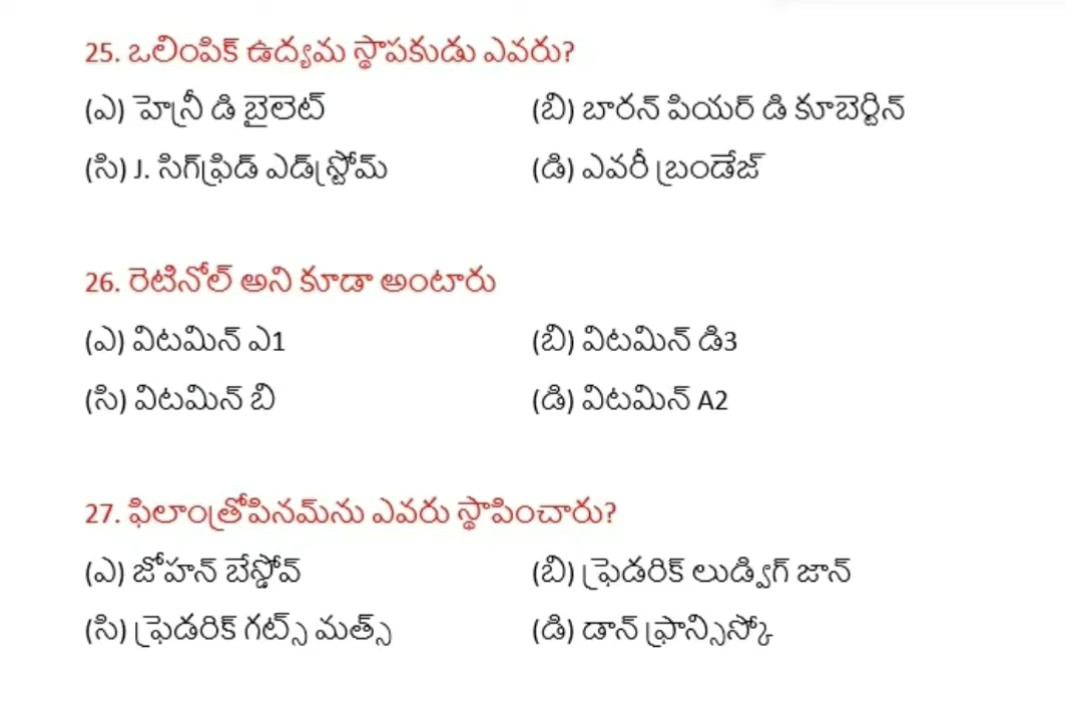 25. ఒలింపిక్ ఉద్యమ స్థాపకుడు ఎవరు?
(ఎ) హెన్రీ డి బైలెట్ (బి) బారన్ పియర్ డి కూబెర్టిన్
(సి) J. సిగ్‌ఫ్రిడ్ ఎడ్‌స్ట్రోమ్ (డి) ఎవరీ బ్రండేజ్
26. రెటినోల్ అని కూడా అంటారు
(ఎ) విటమిన్ ఎ1 (బి) విటమిన్ డి3
(సి) విటమిన్ బి (డి) విటమిన్ A2
27. ఫిలాంత్రోపినమ్‌ను ఎవరు స్థాపించారు?
(ఎ) జోహన్ బేస్డోవ్ (బి) ఫ్రెడరిక్ లుడ్విగ్ జాన్
(సి) ఫ్రెడరిక్ గట్స్ మత్స్ (డి) డాన్ ఫ్రాన్సిస్కో